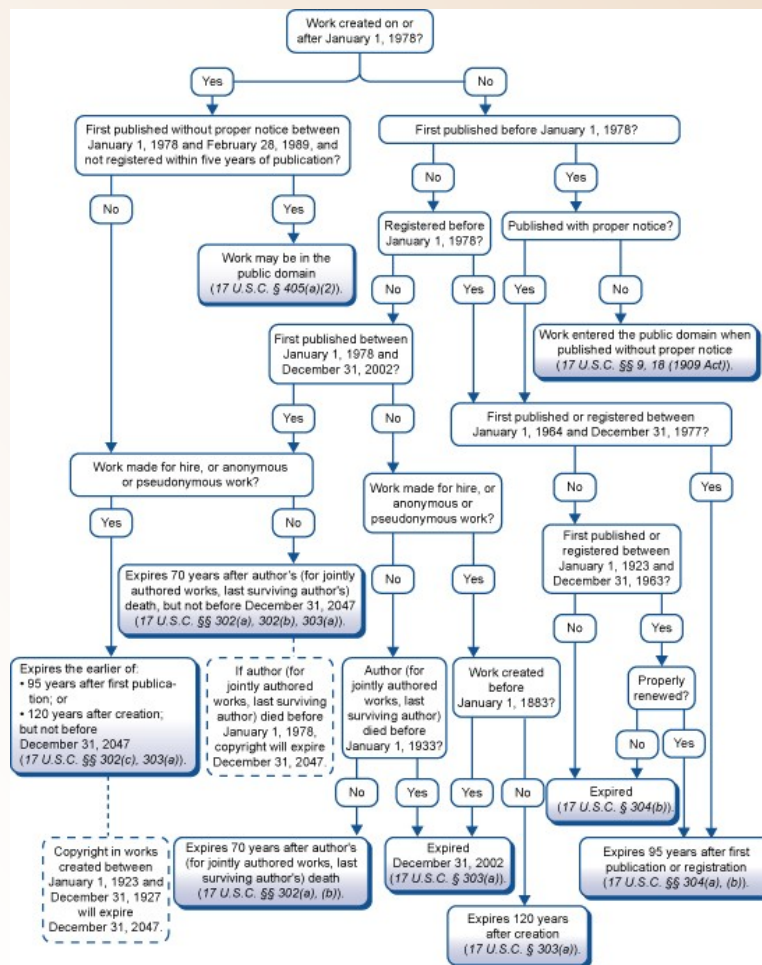 Work created on or
after January 1, 1978?
Yes
No
First published without proper notice between
January 1, 1978 and February 28, 1989, and
not registered within five years of publication?
First published before January 1, 1978?
No
Yes
No
Yes
Registered before
January 1, 1978?
Published with proper notice?
Work may be in the
public domain
(17 U.S.C. § 405(a)(2)).
No
Yes
Yes
No
First published between
January 1, 1978 and
December 31, 2002?
Work entered the public domain when
published without proper notice
(17 U.S.C. §§ 9, 18 (1909 Act)).
Yes
No
First published or registered between
January 1, 1964 and December 31, 1977?
Work made for hire, or anonymous
or pseudonymous work?
Work made for hire, or
anonymous or
pseudonymous work?
No
Yes
Yes
No
First published or
registered between
January 1, 1923 and
December 31, 1963?
Expires 70 years after author's (for jointly
authored works, last surviving author's)
death, but not before December 31, 2047
(17 U.S.C. §§ 302(a), 302(b), 303(a)).
No
Yes
No
Yes
Expires the earlier of:
• 95 years after first publica-
tion; or
• 120 years after creation;
but not before
December 31, 2047
(17 U.S.C. §§ 302(c), 303(a)).
If author (for
jointly authored
works, last surviving
author) died before
January 1, 1978,
copyright will expire
December 31, 2047.
Author (for
jointly authored
works, last
surviving author)
died before
January 1, 1933?
Work created
before
January 1, 1883?
Properly
renewed?
No
Yes
No
Yes
Yes
No
Expired
(17 U.S.C. § 304(b)).
Copyright in works
created between
January 1, 1923 and
December 31, 1927
will expire
December 31, 2047.
Expires 70 years after author's
(for jointly authored works, last
surviving author's) death
(17 U.S.C. §§ 302(a), (b)).
Expired
December 31, 2002
(17 U.S.C. § 303(a)).
Expires 95 years after first
publication or registration
(17 U.S.C. §§ 304(a), (b)).
Expires 120 years
after creation
(17 U.S.C. § 303(a)).